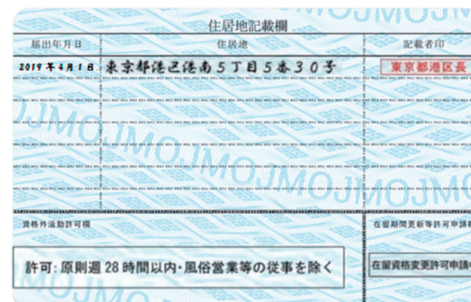 住居地記載欄
届出年月日 住居地 記載者印
2019年4月1日 東京都港区港南5丁目5番30号 東京都港区長
資格外活動許可欄 在留期間更新等許可申請
許可:原則週28時間以内・風俗営業等の従事を除く 在留資格変更許可申請
MOJMOJMOJ
JMOJMOJMOJMOJMOJMO